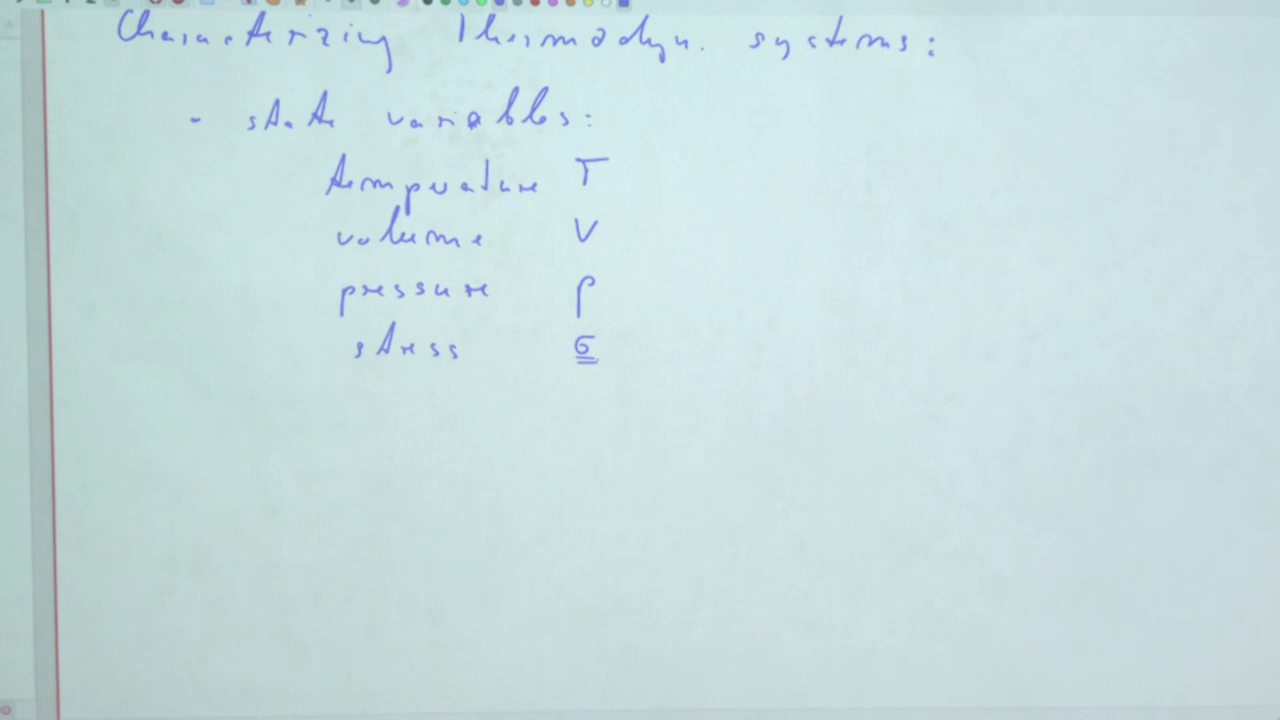 Characterizing Thermodyn. systems:
- state variables:
temperature T
volume V
pressure p
stress σ